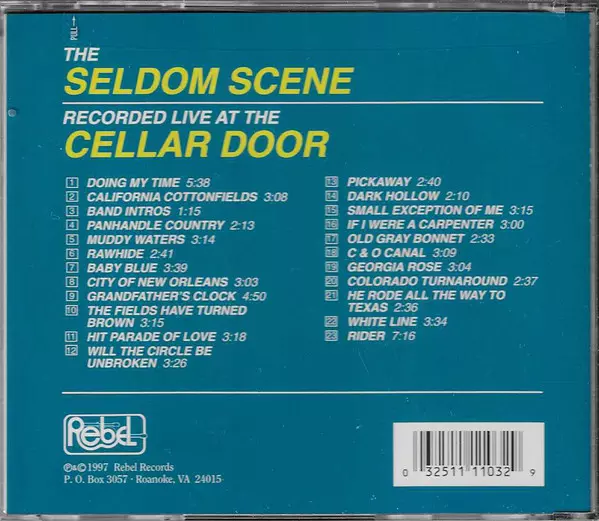 PULL→
THE
SELDOM SCENE
RECORDED LIVE AT THE
CELLAR DOOR
1 DOING MY TIME 5:38
2 CALIFORNIA COTTONFIELDS 3:08
3 BAND INTROS 1:15
4 PANHANDLE COUNTRY 2:13
5 MUDDY WATERS 3:14
6 RAWHIDE 2:41
7 BABY BLUE 3:39
8 CITY OF NEW ORLEANS 3:03
9 GRANDFATHER'S CLOCK 4:50
10 THE FIELDS HAVE TURNED
BROWN 3:15
11 HIT PARADE OF LOVE 3:18
12 WILL THE CIRCLE BE
UNBROKEN 3:26
13 PICKAWAY 2:40
14 DARK HOLLOW 2:10
15 SMALL EXCEPTION OF ME 3:15
16 IF I WERE A CARPENTER 3:00
17 OLD GRAY BONNET 2:33
18 C & O CANAL 3:09
19 GEORGIA ROSE 3:04
20 COLORADO TURNAROUND 2:37
21 HE RODE ALL THE WAY TO
TEXAS 2:36
22 WHITE LINE 3:34
23 RIDER 7:16
Rebel
℗&© 1997 Rebel Records
P. O. Box 3057 · Roanoke, VA 24015
0 32511 11032 9